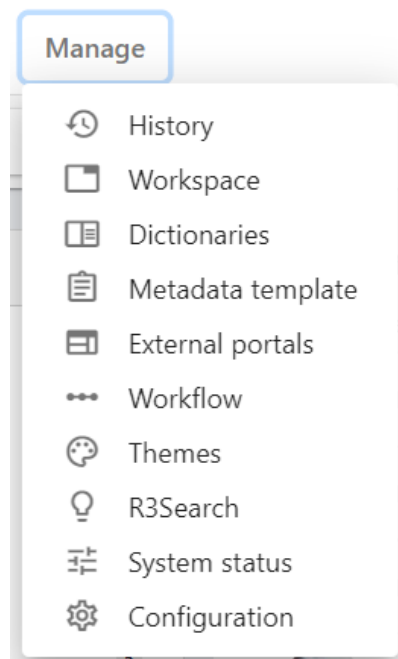 Manage
History
Workspace
Dictionaries
Metadata template
External portals
Workflow
Themes
R3Search
System status
Configuration